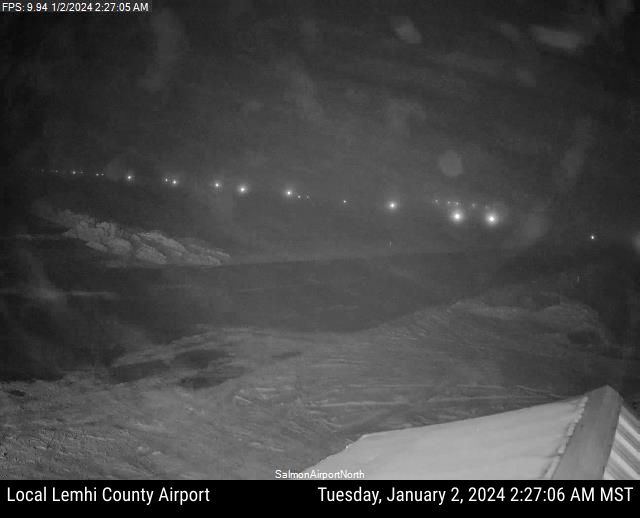 FPS: 9.94 1/2/2024 2:27:05 AM
SalmonAirportNorth
Local Lemhi County Airport Tuesday, January 2, 2024 2:27:06 AM MST